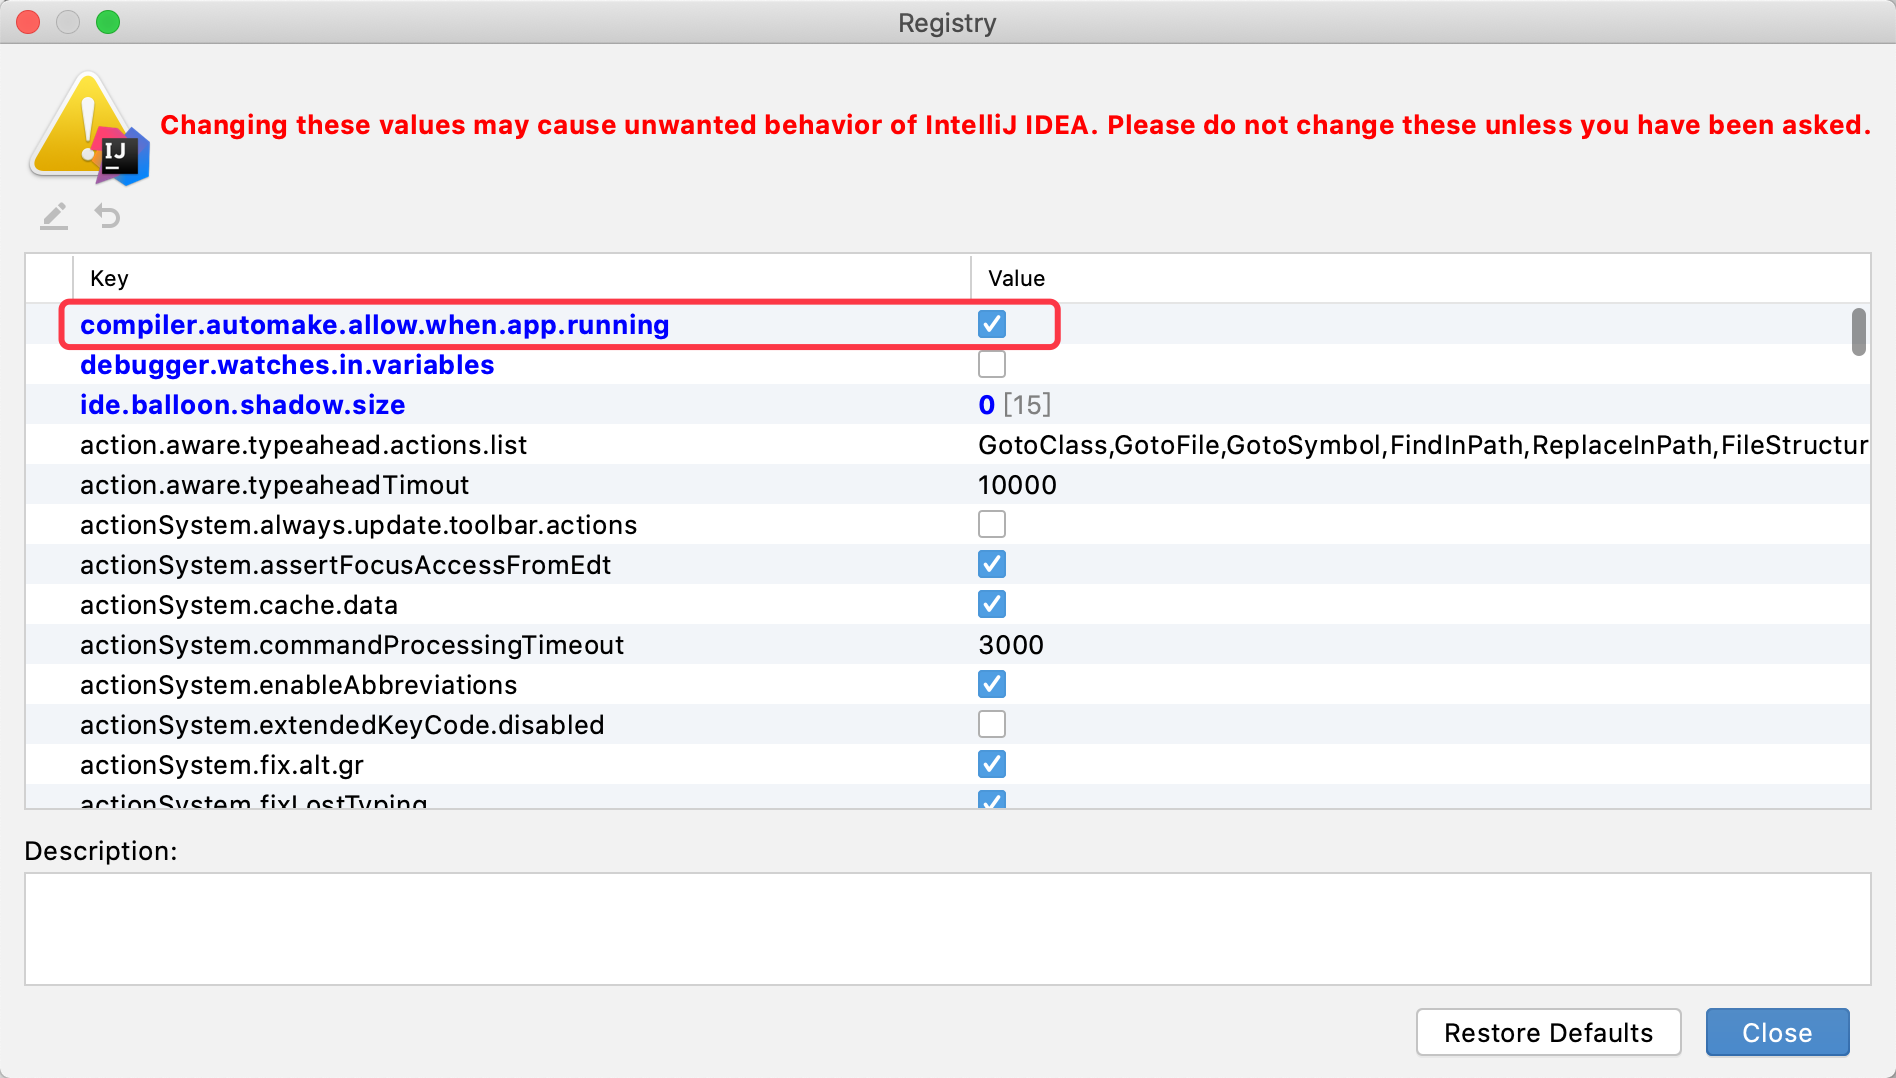 Registry
Changing these values may cause unwanted behavior of IntelliJ IDEA. Please do not change these unless you have been asked.
IJ
Key Value
compiler.automake.allow.when.app.running
debugger.watches.in.variables
ide.balloon.shadow.size 0 [15]
action.aware.typeahead.actions.list GotoClass,GotoFile,GotoSymbol,FindInPath,ReplaceInPath,FileStructur
action.aware.typeaheadTimout 10000
actionSystem.always.update.toolbar.actions
actionSystem.assertFocusAccessFromEdt
actionSystem.cache.data
actionSystem.commandProcessingTimeout 3000
actionSystem.enableAbbreviations
actionSystem.extendedKeyCode.disabled
actionSystem.fix.alt.gr
actionSystem.fixLostTyping
Description:
Restore Defaults Close